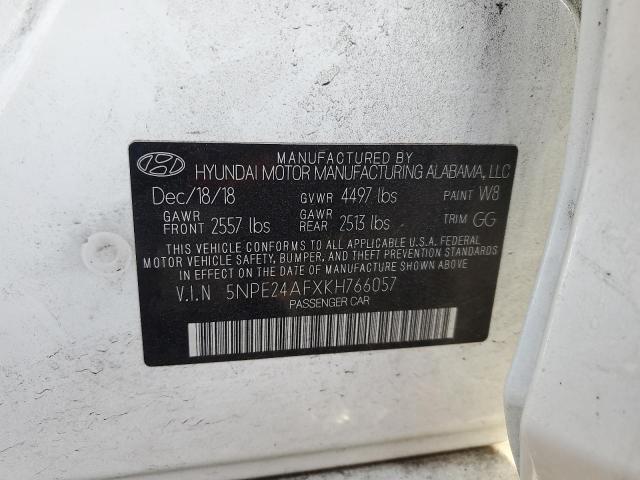 MANUFACTURED BY
HYUNDAI MOTOR MANUFACTURING ALABAMA, LLC
Dec/18/18 GVWR 4497 lbs PAINT W8
GAWR FRONT 2557 lbs GAWR REAR 2513 lbs TRIM GG
THIS VEHICLE CONFORMS TO ALL APPLICABLE U.S.A. FEDERAL
MOTOR VEHICLE SAFETY, BUMPER, AND THEFT PREVENTION STANDARDS
IN EFFECT ON THE DATE OF MANUFACTURE SHOWN ABOVE.
V.I.N 5NPE24AFXKH766057
PASSENGER CAR